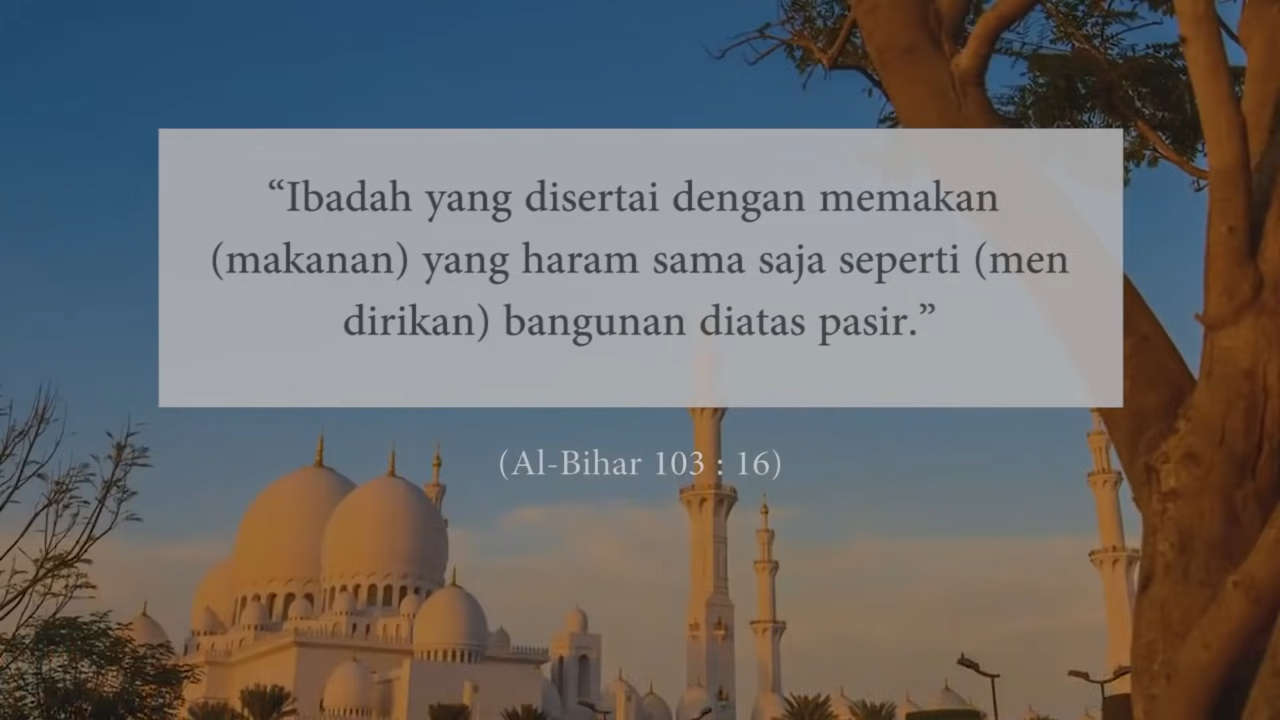 “Ibadah yang disertai dengan memakan
(makanan) yang haram sama saja seperti (men
dirikan) bangunan diatas pasir.”
(Al-Bihar 103 : 16)